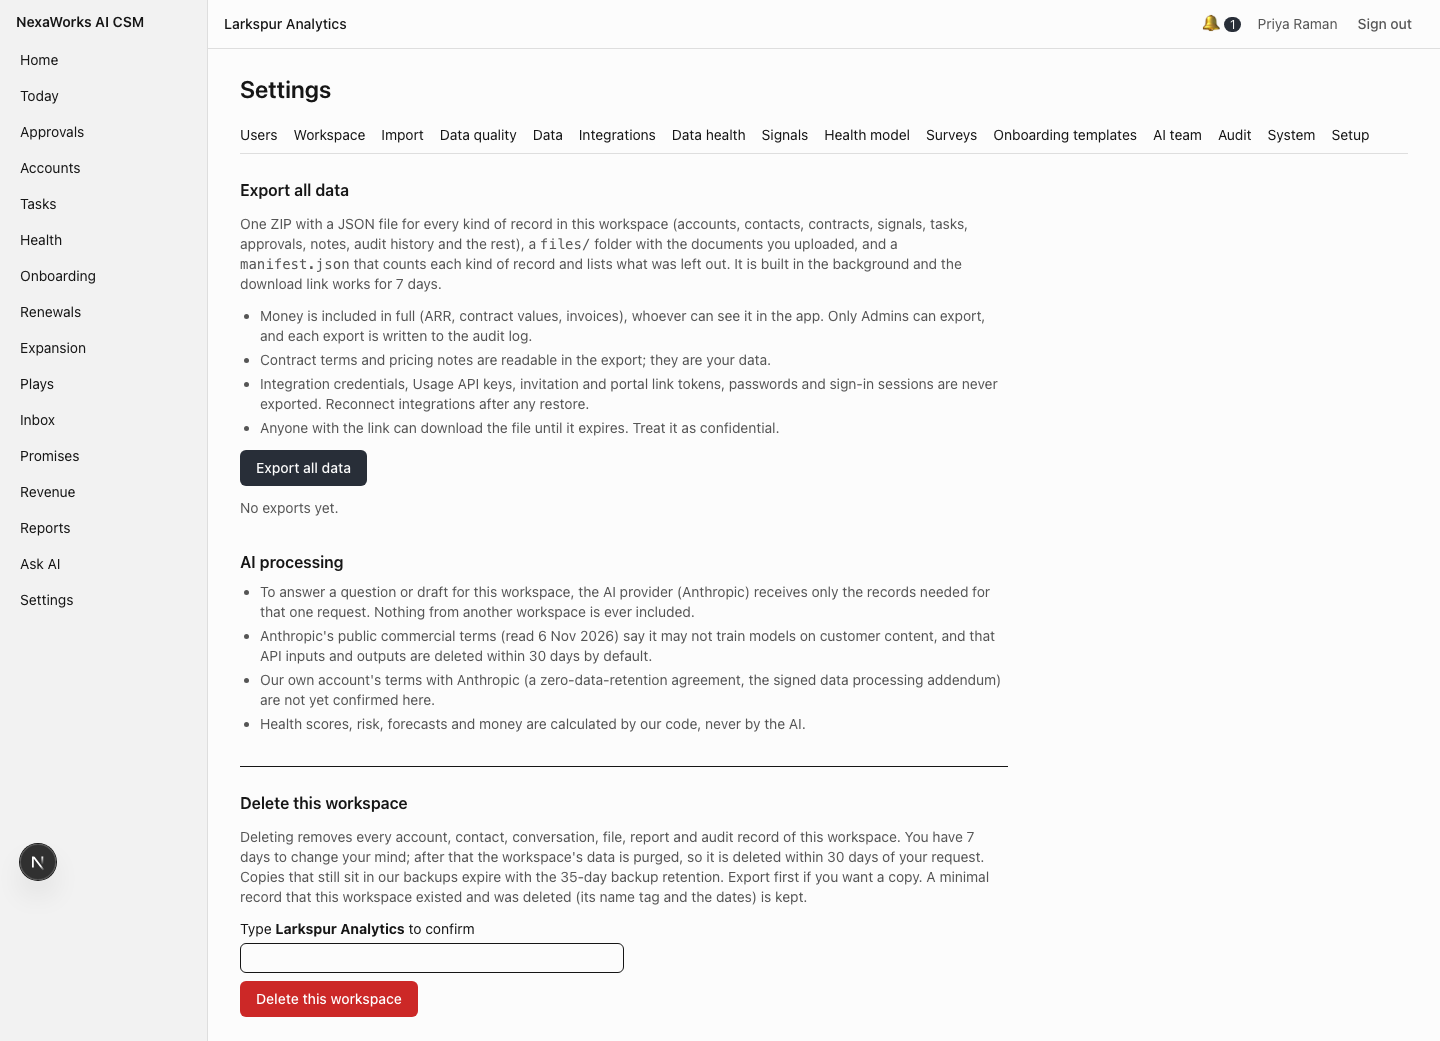 NexaWorks AI CSM
Home
Today
Approvals
Accounts
Tasks
Health
Onboarding
Renewals
Expansion
Plays
Inbox
Promises
Revenue
Reports
Ask AI
Settings
N
Larkspur Analytics
1 Priya Raman Sign out
Settings
Users Workspace Import Data quality Data Integrations Data health Signals Health model Surveys Onboarding templates AI team Audit System Setup
Export all data
One ZIP with a JSON file for every kind of record in this workspace (accounts, contacts, contracts, signals, tasks,
approvals, notes, audit history and the rest), a files/ folder with the documents you uploaded, and a
manifest.json that counts each kind of record and lists what was left out. It is built in the background and the
download link works for 7 days.
• Money is included in full (ARR, contract values, invoices), whoever can see it in the app. Only Admins can export,
and each export is written to the audit log.
• Contract terms and pricing notes are readable in the export; they are your data.
• Integration credentials, Usage API keys, invitation and portal link tokens, passwords and sign-in sessions are never
exported. Reconnect integrations after any restore.
• Anyone with the link can download the file until it expires. Treat it as confidential.
Export all data
No exports yet.
AI processing
• To answer a question or draft for this workspace, the AI provider (Anthropic) receives only the records needed for
that one request. Nothing from another workspace is ever included.
• Anthropic's public commercial terms (read 6 Nov 2026) say it may not train models on customer content, and that
API inputs and outputs are deleted within 30 days by default.
• Our own account's terms with Anthropic (a zero-data-retention agreement, the signed data processing addendum)
are not yet confirmed here.
• Health scores, risk, forecasts and money are calculated by our code, never by the AI.
Delete this workspace
Deleting removes every account, contact, conversation, file, report and audit record of this workspace. You have 7
days to change your mind; after that the workspace's data is purged, so it is deleted within 30 days of your request.
Copies that still sit in our backups expire with the 35-day backup retention. Export first if you want a copy. A minimal
record that this workspace existed and was deleted (its name tag and the dates) is kept.
Type Larkspur Analytics to confirm
Delete this workspace